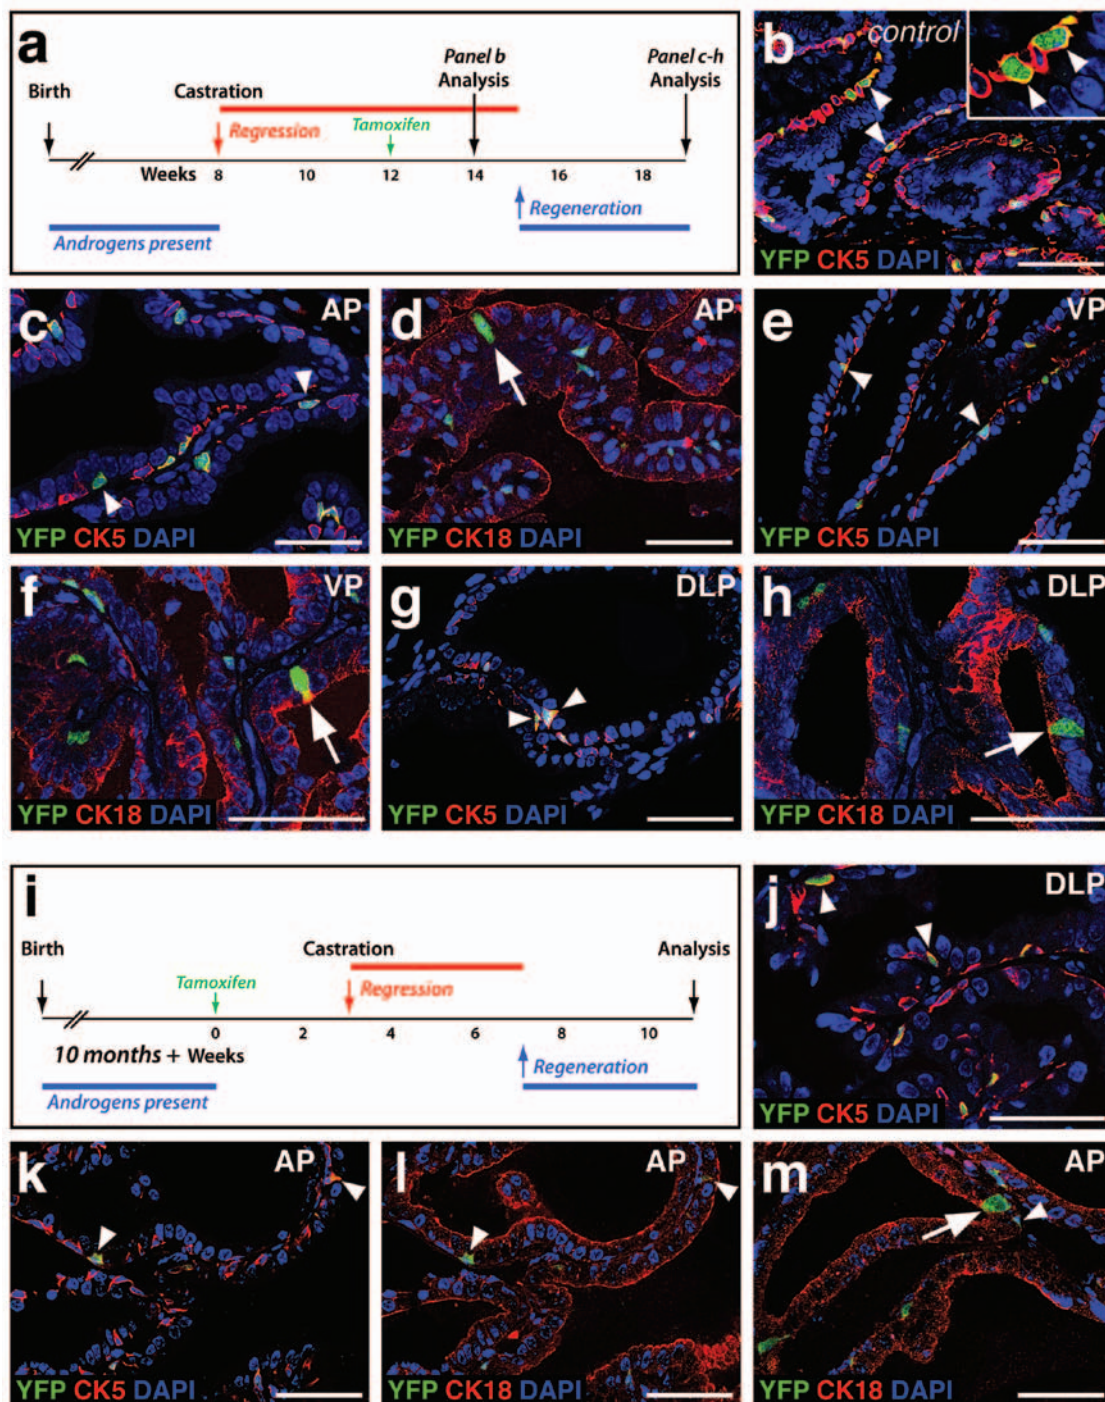 a
Birth
Castration
Panel b
Analysis
Panel c-h
Analysis
Regression
Tamoxifen
Weeks 8 10 12 14 16 18
Regeneration
Androgens present
b control
YFP CK5 DAPI
c AP
YFP CK5 DAPI
d AP
YFP CK18 DAPI
e VP
YFP CK5 DAPI
f VP
YFP CK18 DAPI
g DLP
YFP CK5 DAPI
h DLP
YFP CK18 DAPI
i
Birth
Castration
Analysis
Tamoxifen
Regression
0 2 4 6 8 10
10 months + Weeks
Regeneration
Androgens present
j DLP
YFP CK5 DAPI
k AP
YFP CK5 DAPI
l AP
YFP CK18 DAPI
m AP
YFP CK18 DAPI